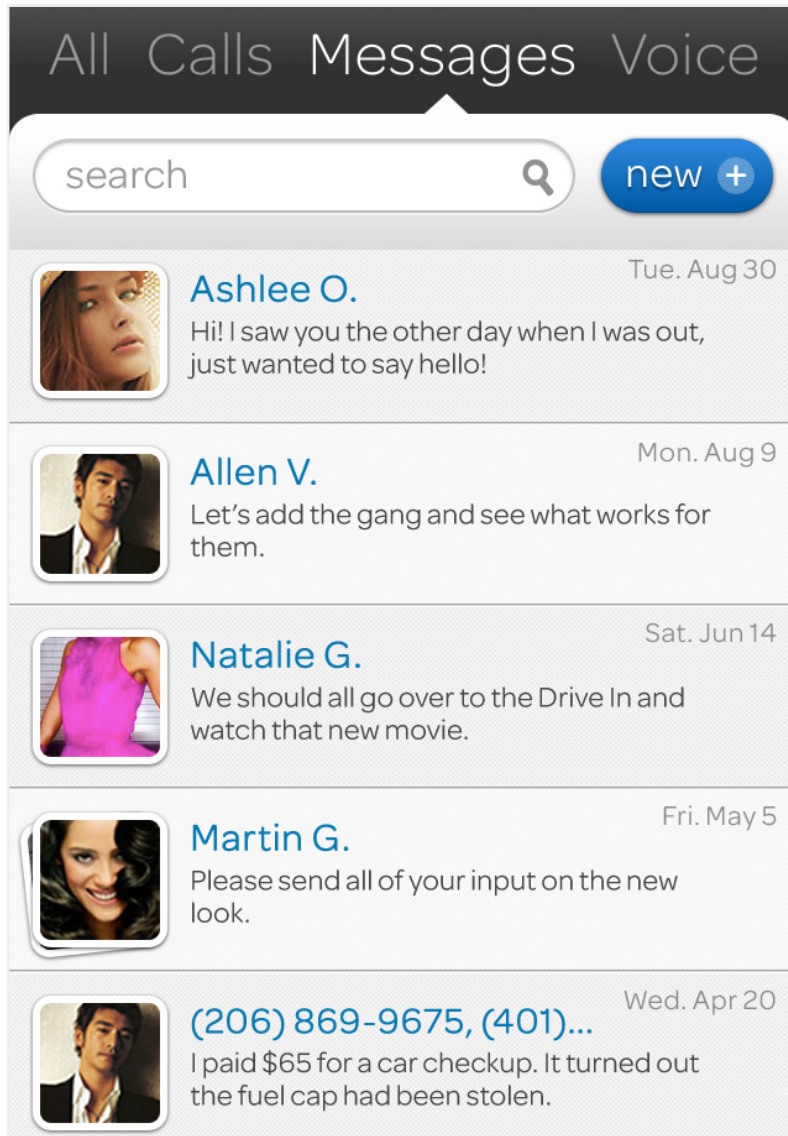 All Calls Messages Voice
search
new +
Tue. Aug 30
Ashlee O.
Hi! I saw you the other day when I was out,
just wanted to say hello!
Mon. Aug 9
Allen V.
Let's add the gang and see what works for
them.
Sat. Jun 14
Natalie G.
We should all go over to the Drive In and
watch that new movie.
Fri. May 5
Martin G.
Please send all of your input on the new
look.
Wed. Apr 20
(206) 869-9675, (401)...
I paid $65 for a car checkup. It turned out
the fuel cap had been stolen.